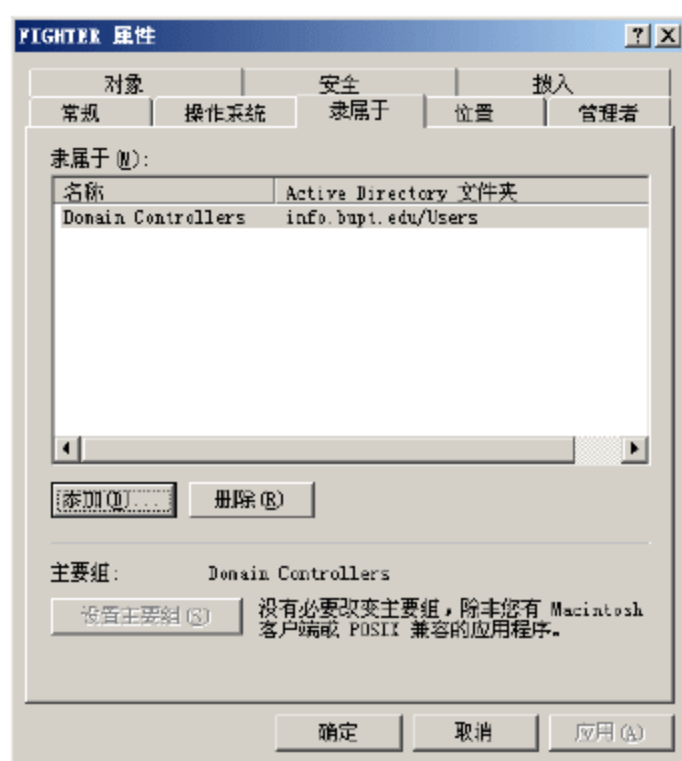 FIGHTER 属性
对象 安全 拨入
常规 操作系统 隶属于 位置 管理者
隶属于(N):
名称 Active Directory 文件夹
Domain Controllers info.bupt.edu/Users
添加(D)... 删除(R)
主要组: Domain Controllers
设置主要组(S) 没有必要改变主要组，除非您有 Macintosh
客户端或 POSIX 兼容的应用程序。
确定 取消 应用(A)